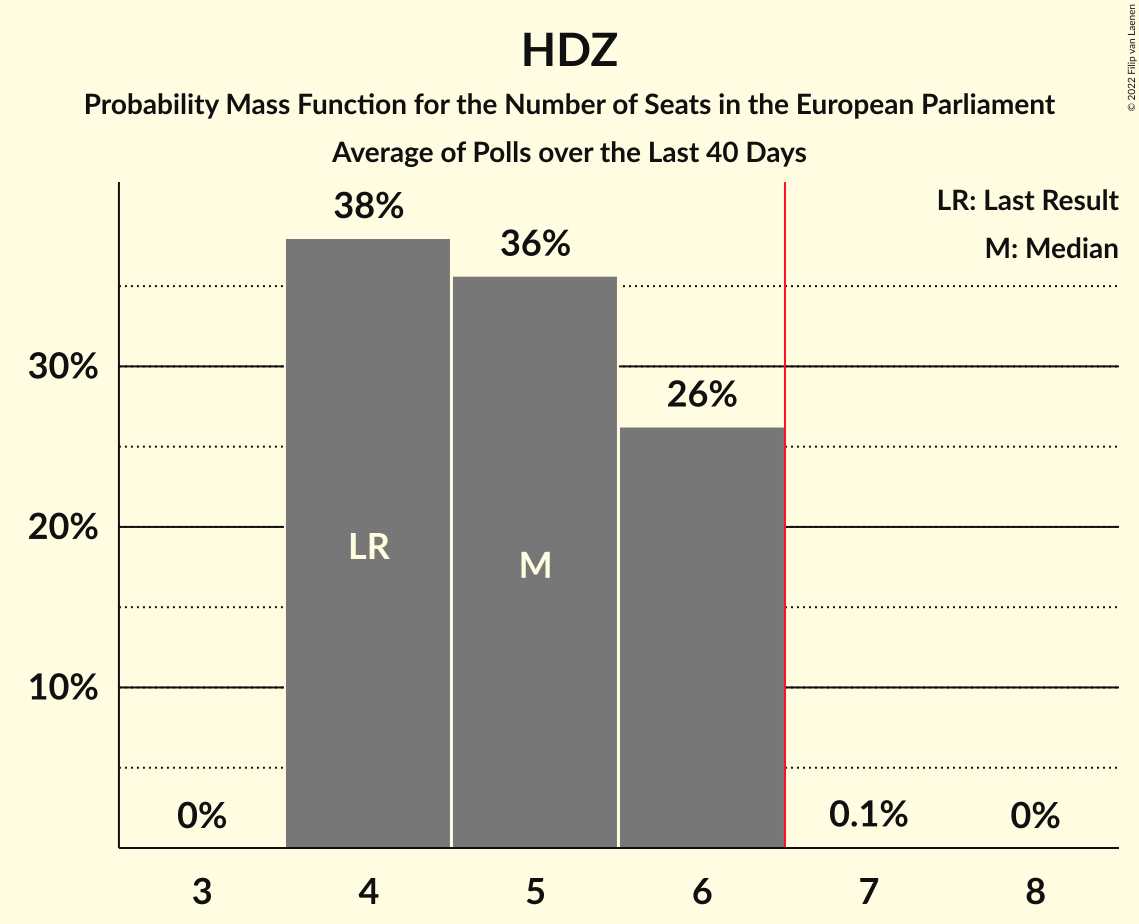 HDZ
Probability Mass Function for the Number of Seats in the European Parliament
Average of Polls over the Last 40 Days
© 2022 Filip van Laenen
LR: Last Result
M: Median
38%
36%
30%
26%
20%
LR
M
10%
0%
0.1%
0%
3 4 5 6 7 8